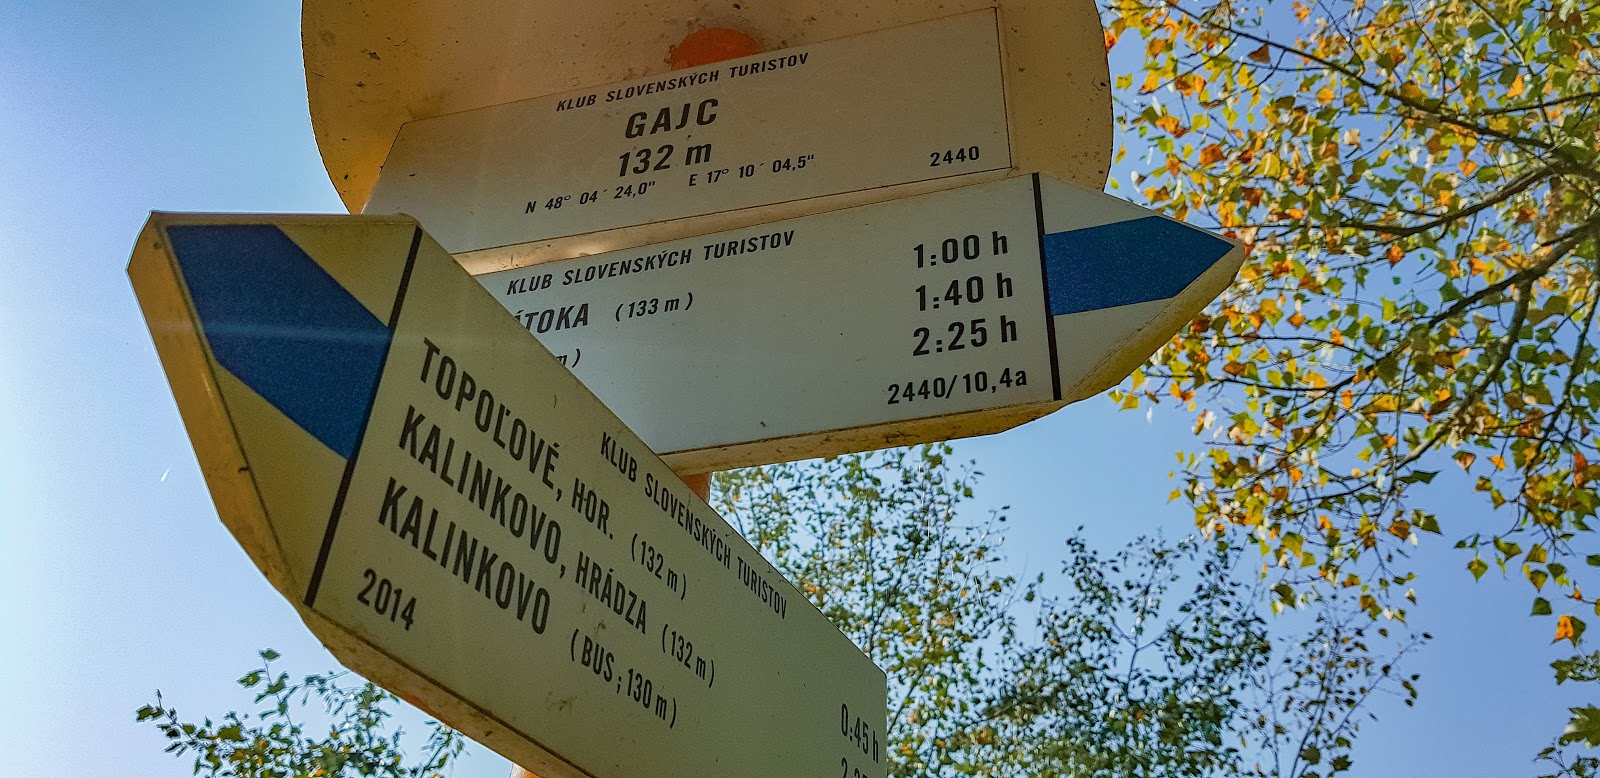 KLUB SLOVENSKÝCH TURISTOV
GAJC
132 m
N 48° 04´ 24,0" E 17° 10´ 04,5"
2440
KLUB SLOVENSKÝCH TURISTOV
(133 m) 1:00 h
1:40 h
2:25 h
2440/10,4a
KLUB SLOVENSKÝCH TURISTOV
TOPOĽOVÉ, HOR. (132 m) 0:45 h
KALINKOVO, HRÁDZA (132 m)
KALINKOVO (BUS; 130 m)
2014